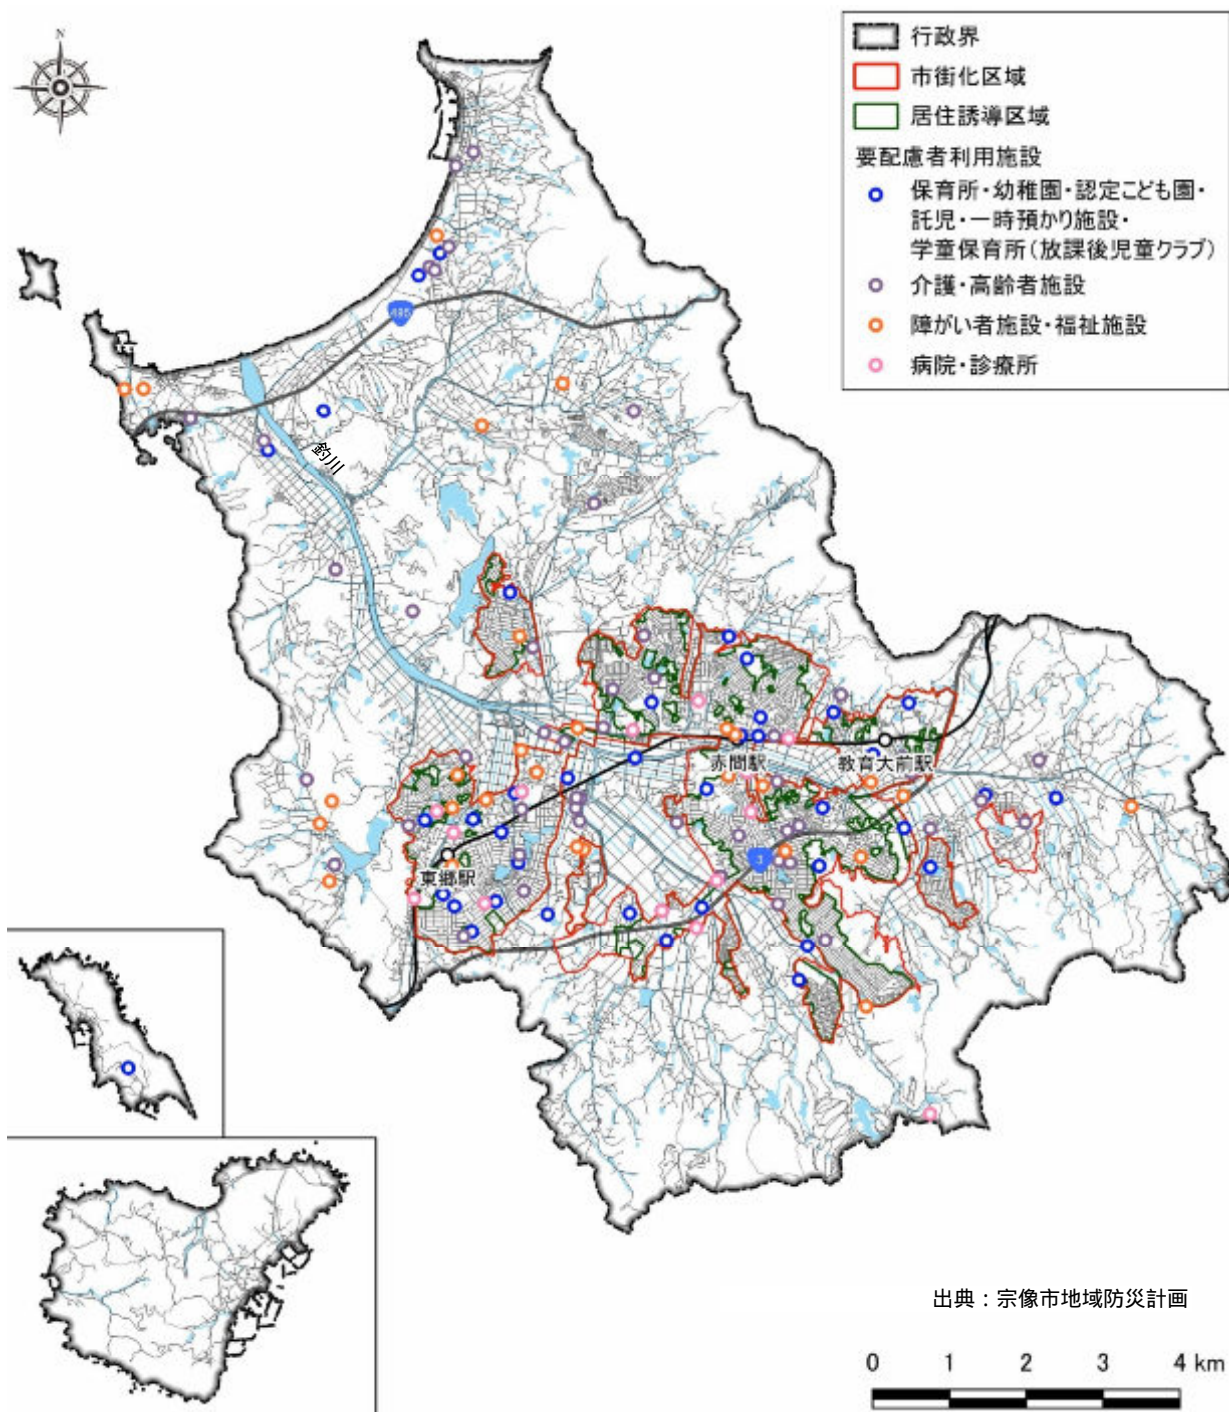 N
行政界
市街化区域
居住誘導区域
要配慮者利用施設
保育所・幼稚園・認定こども園・
託児・一時預かり施設・
学童保育所(放課後児童クラブ)
介護・高齢者施設
障がい者施設・福祉施設
病院・診療所
495
釣川
赤間駅
教育大前駅
3
東郷駅
出典：宗像市地域防災計画
0 1 2 3 4 km